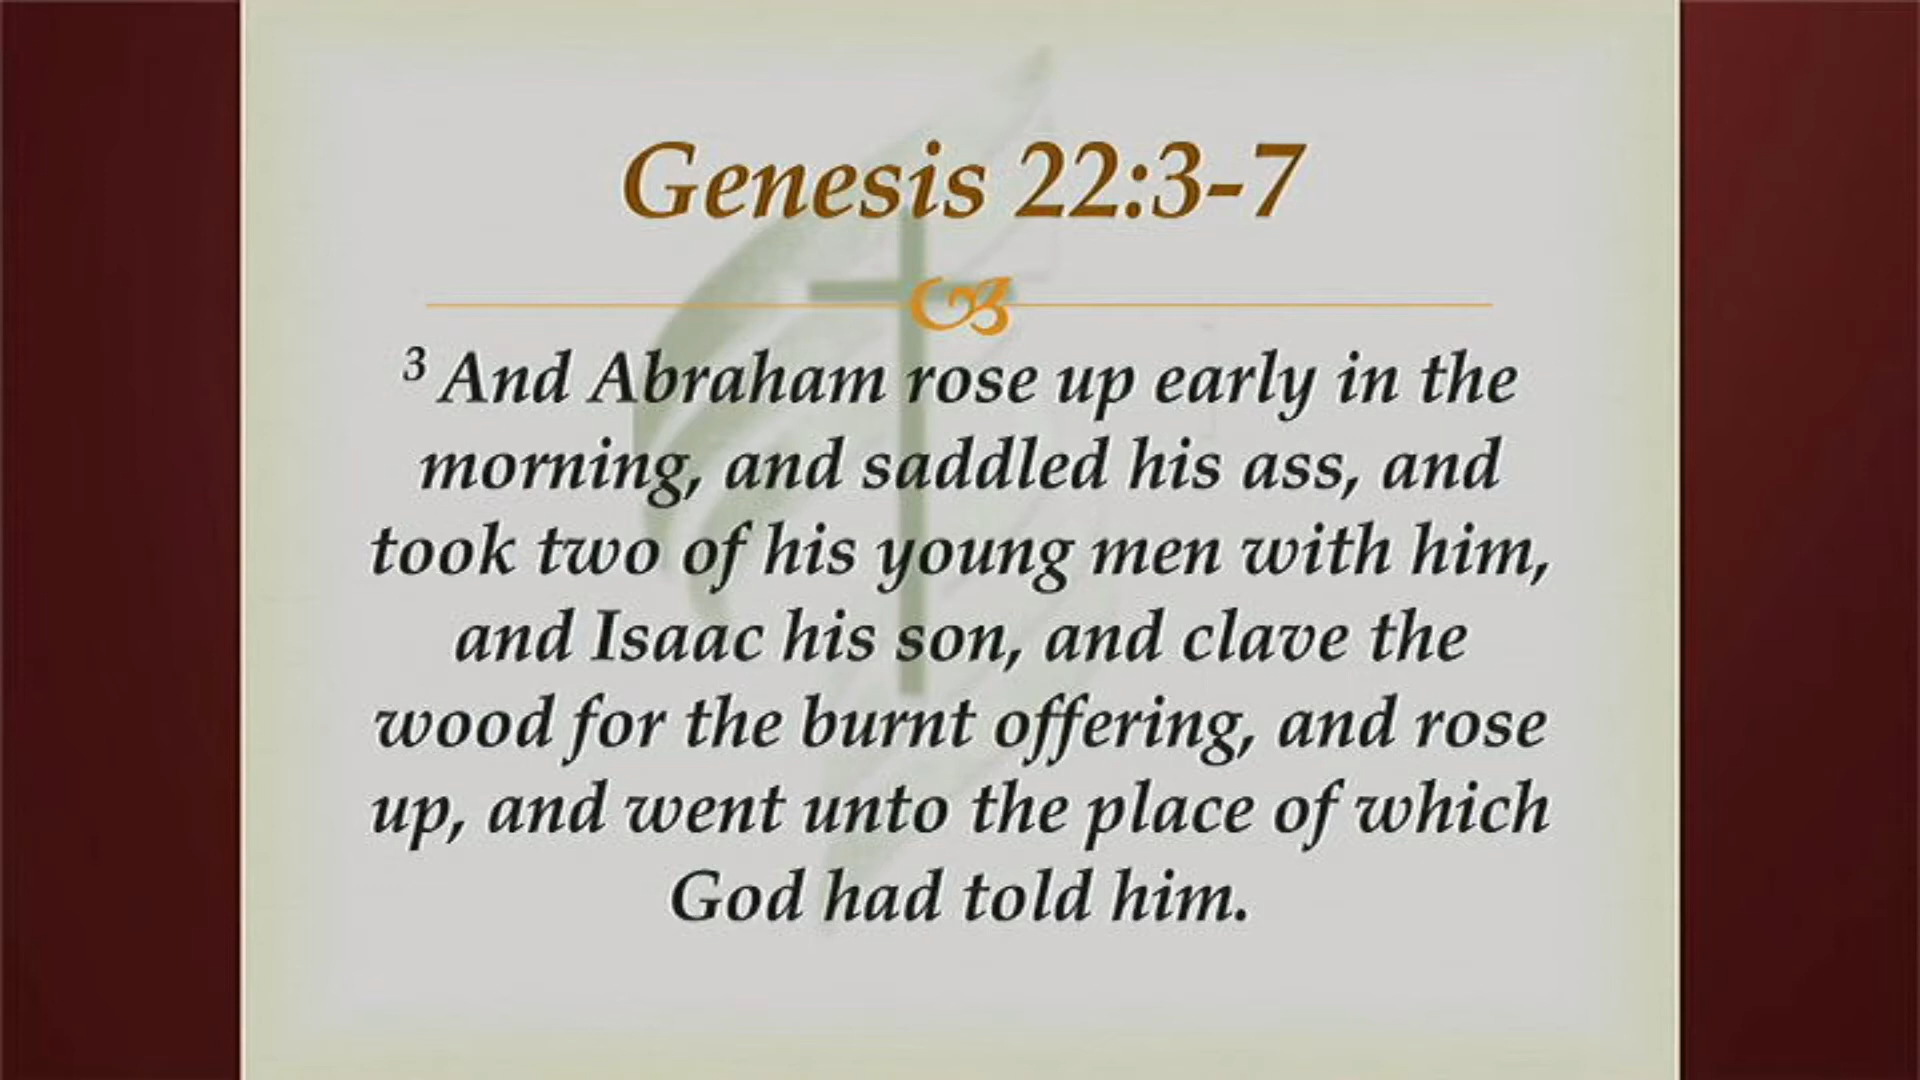 Genesis 22:3-7
3 And Abraham rose up early in the
morning, and saddled his ass, and
took two of his young men with him,
and Isaac his son, and clave the
wood for the burnt offering, and rose
up, and went unto the place of which
God had told him.